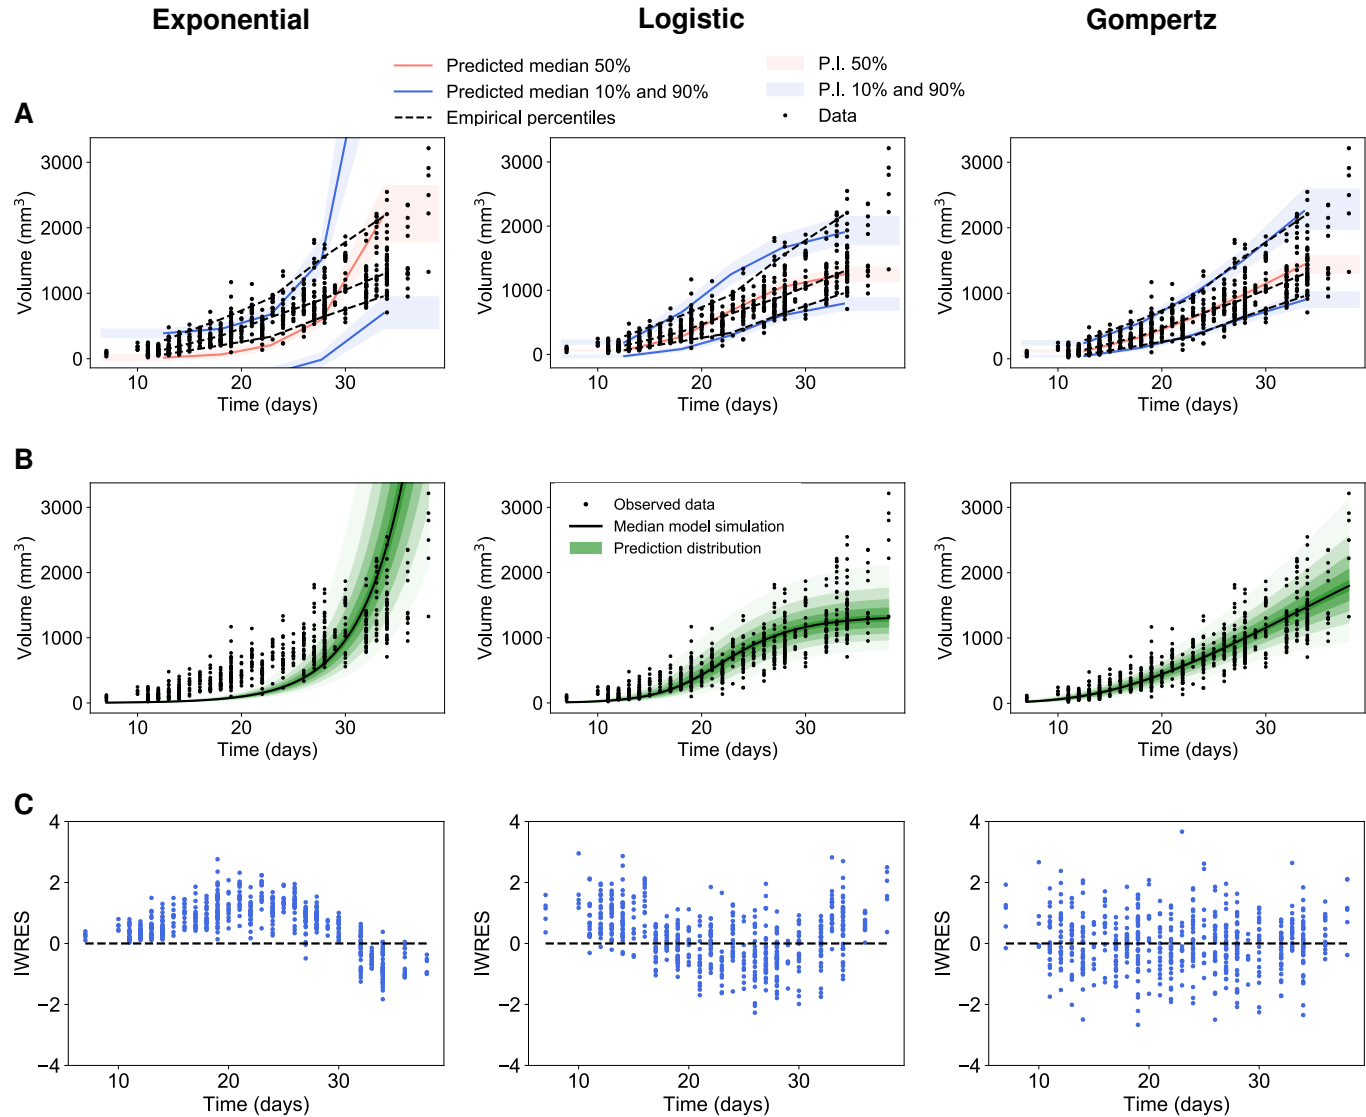 Exponential Logistic Gompertz
Predicted median 50% P.I. 50%
Predicted median 10% and 90% P.I. 10% and 90%
Empirical percentiles Data
A
3000 3000 3000
2000 2000 2000
1000 1000 1000
0 0 0
Volume (mm³) Volume (mm³) Volume (mm³)
10 20 30 10 20 30 10 20 30
Time (days) Time (days) Time (days)
B
Observed data
Median model simulation
Prediction distribution
3000 3000 3000
2000 2000 2000
1000 1000 1000
0 0 0
Volume (mm³) Volume (mm³) Volume (mm³)
10 20 30 10 20 30 10 20 30
Time (days) Time (days) Time (days)
C
4 4 4
2 2 2
0 0 0
−2 −2 −2
−4 −4 −4
IWRES IWRES IWRES
10 20 30 10 20 30 10 20 30
Time (days) Time (days) Time (days)